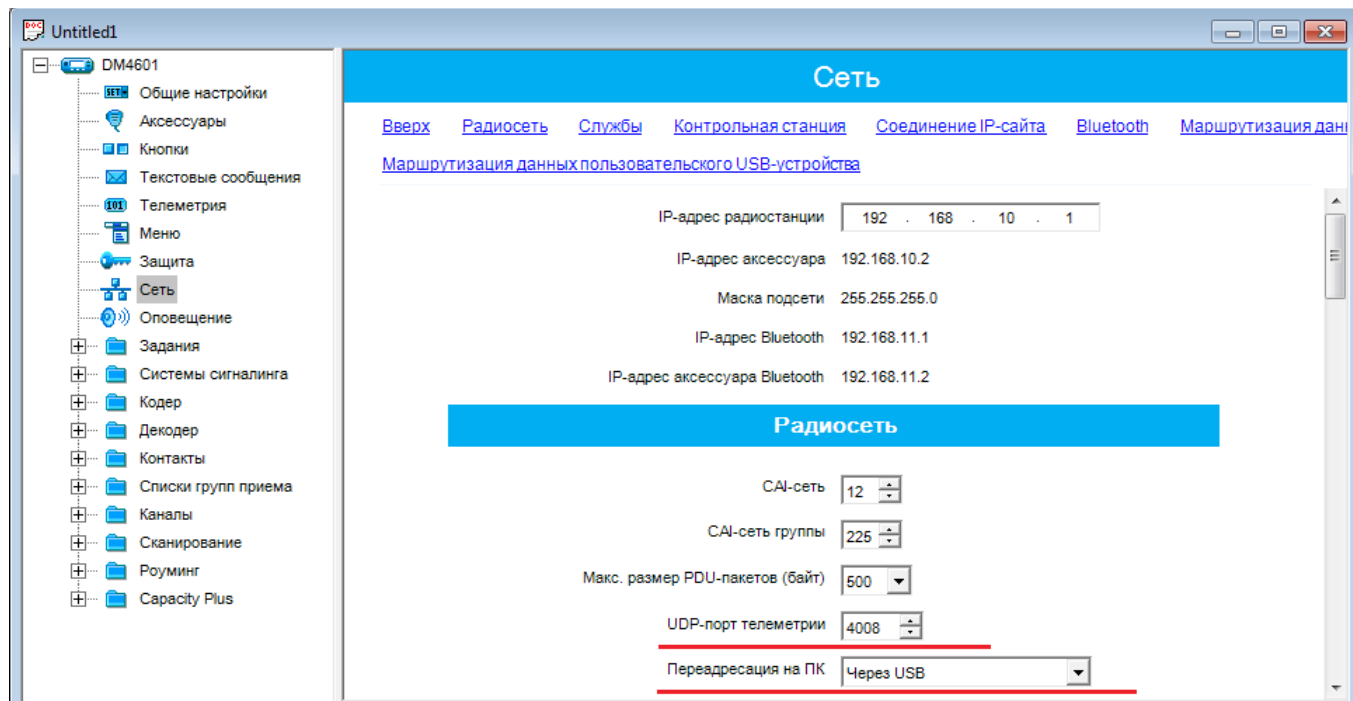 Untitled1
DM4601
Общие настройки
Аксессуары
Кнопки
Текстовые сообщения
Телеметрия
Меню
Защита
Сеть
Оповещение
Задания
Системы сигналинга
Кодер
Декодер
Контакты
Списки групп приема
Каналы
Сканирование
Роуминг
Capacity Plus
Сеть
Вверх Радиосеть Службы Контрольная станция Соединение IP-сайта Bluetooth Маршрутизация дан
Маршрутизация данных пользовательского USB-устройства
IP-адрес радиостанции 192 . 168 . 10 . 1
IP-адрес аксессуара 192.168.10.2
Маска подсети 255.255.255.0
IP-адрес Bluetooth 192.168.11.1
IP-адрес аксессуара Bluetooth 192.168.11.2
Радиосеть
CAI-сеть 12
CAI-сеть группы 225
Макс. размер PDU-пакетов (байт) 500
UDP-порт телеметрии 4008
Переадресация на ПК Через USB